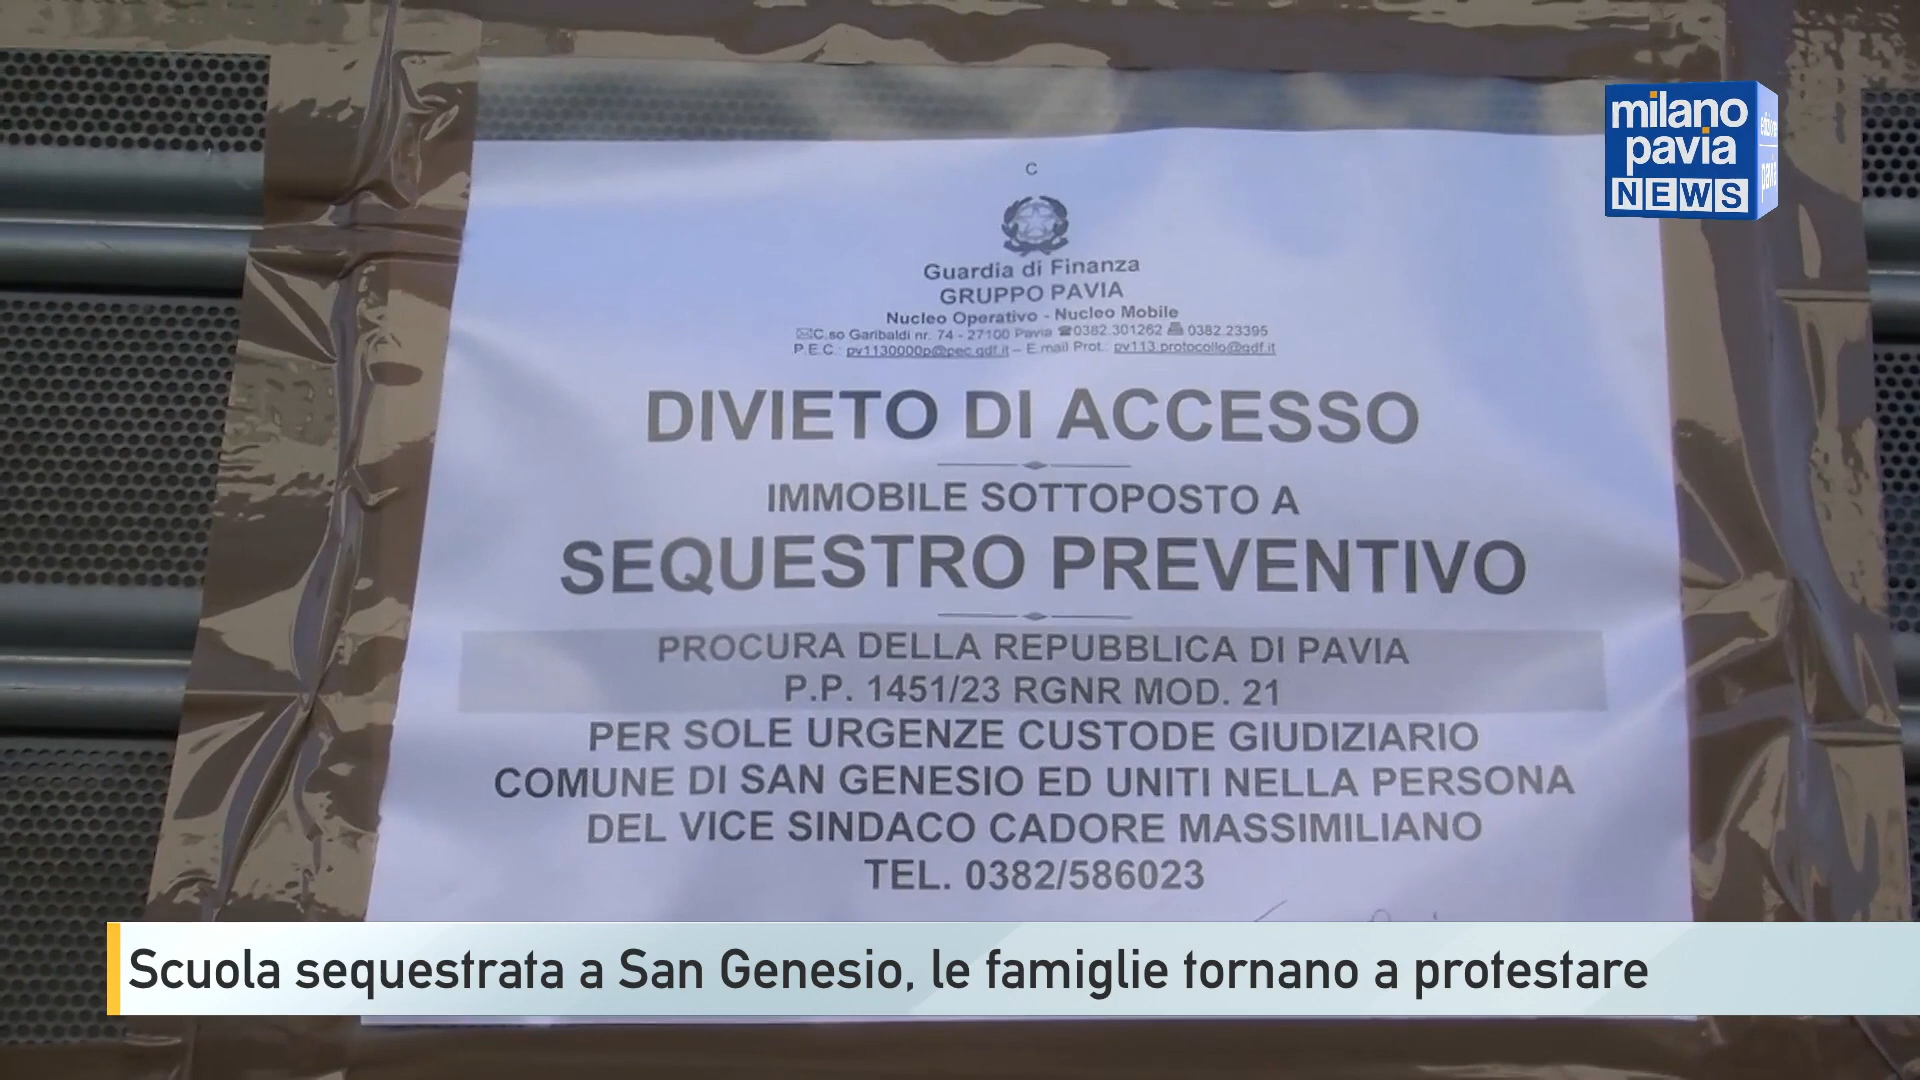 milano
pavia
NEWS
edizione
pavia
C
Guardia di Finanza
GRUPPO PAVIA
Nucleo Operativo - Nucleo Mobile
✉C.so Garibaldi nr. 74 - 27100 Pavia ☎0382.301262 🖷 0382.23395
P.E.C.: pv1130000p@pec.gdf.it – E.mail Prot.: pv113.protocollo@gdf.it
DIVIETO DI ACCESSO
IMMOBILE SOTTOPOSTO A
SEQUESTRO PREVENTIVO
PROCURA DELLA REPUBBLICA DI PAVIA
P.P. 1451/23 RGNR MOD. 21
PER SOLE URGENZE CUSTODE GIUDIZIARIO
COMUNE DI SAN GENESIO ED UNITI NELLA PERSONA
DEL VICE SINDACO CADORE MASSIMILIANO
TEL. 0382/586023
Scuola sequestrata a San Genesio, le famiglie tornano a protestare